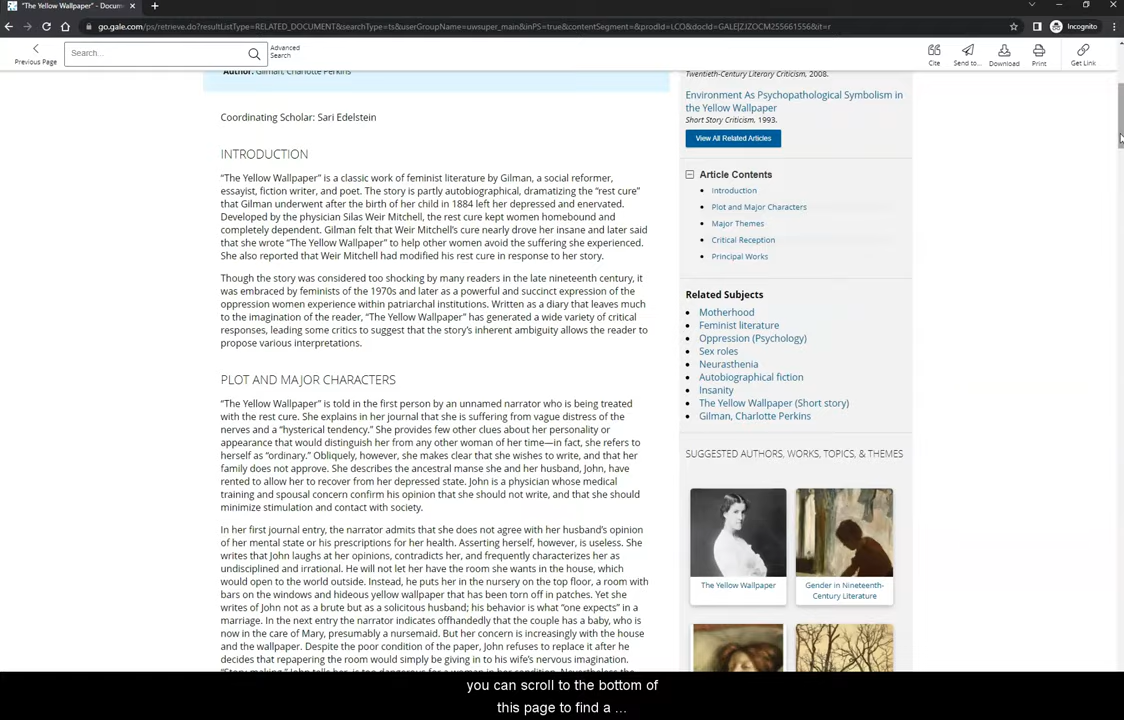 "The Yellow Wallpaper" - Docum
go.gale.com/ps/retrieve.do?resultListType=RELATED_DOCUMENT&searchType=ts&userGroupName=uwsuper_main&inPS=true&contentSegment=&prodId=LCO&docId=GALE|ZJZOCM255661556&it=r
Incognito
Previous Page
Search...
Advanced
Search
Cite
Send to...
Download
Print
Get Link
Author: Gilman, Charlotte Perkins
Coordinating Scholar: Sari Edelstein
INTRODUCTION
“The Yellow Wallpaper” is a classic work of feminist literature by Gilman, a social reformer,
essayist, fiction writer, and poet. The story is partly autobiographical, dramatizing the “rest cure”
that Gilman underwent after the birth of her child in 1884 left her depressed and enervated.
Developed by the physician Silas Weir Mitchell, the rest cure kept women homebound and
completely dependent. Gilman felt that Weir Mitchell’s cure nearly drove her insane and later said
that she wrote “The Yellow Wallpaper” to help other women avoid the suffering she experienced.
She also reported that Weir Mitchell had modified his rest cure in response to her story.
Though the story was considered too shocking by many readers in the late nineteenth century, it
was embraced by feminists of the 1970s and later as a powerful and succinct expression of the
oppression women experience within patriarchal institutions. Written as a diary that leaves much
to the imagination of the reader, “The Yellow Wallpaper” has generated a wide variety of critical
responses, leading some critics to suggest that the story’s inherent ambiguity allows the reader to
propose various interpretations.
PLOT AND MAJOR CHARACTERS
“The Yellow Wallpaper” is told in the first person by an unnamed narrator who is being treated
with the rest cure. She explains in her journal that she is suffering from vague distress of the
nerves and a “hysterical tendency.” She provides few other clues about her personality or
appearance that would distinguish her from any other woman of her time—in fact, she refers to
herself as “ordinary.” Obliquely, however, she makes clear that she wishes to write, and that her
family does not approve. She describes the ancestral manse she and her husband, John, have
rented to allow her to recover from her depressed state. John is a physician whose medical
training and spousal concern confirm his opinion that she should not write, and that she should
minimize stimulation and contact with society.
In her first journal entry, the narrator admits that she does not agree with her husband’s opinion
of her mental state or his prescriptions for her health. Asserting herself, however, is useless. She
writes that John laughs at her opinions, contradicts her, and frequently characterizes her as
undisciplined and irrational. He will not let her have the room she wants in the house, which
would open to the world outside. Instead, he puts her in the nursery on the top floor, a room with
bars on the windows and hideous yellow wallpaper that has been torn off in patches. Yet she
writes of John not as a brute but as a solicitous husband; his behavior is what “one expects” in a
marriage. In the next entry the narrator indicates offhandedly that the couple has a baby, who is
now in the care of Mary, presumably a nursemaid. But her concern is increasingly with the house
and the wallpaper. Despite the poor condition of the paper, John refuses to replace it after he
decides that repapering the room would simply be giving in to his wife’s nervous imagination.
Twentieth-Century Literary Criticism, 2008.
Environment As Psychopathological Symbolism in
the Yellow Wallpaper
Short Story Criticism. 1993.
View All Related Articles
Article Contents
Introduction
Plot and Major Characters
Major Themes
Critical Reception
Principal Works
Related Subjects
Motherhood
Feminist literature
Oppression (Psychology)
Sex roles
Neurasthenia
Autobiographical fiction
Insanity
The Yellow Wallpaper (Short story)
Gilman, Charlotte Perkins
SUGGESTED AUTHORS, WORKS, TOPICS, & THEMES
The Yellow Wallpaper
Gender in Nineteenth-
Century Literature
you can scroll to the bottom of
this page to find a ...